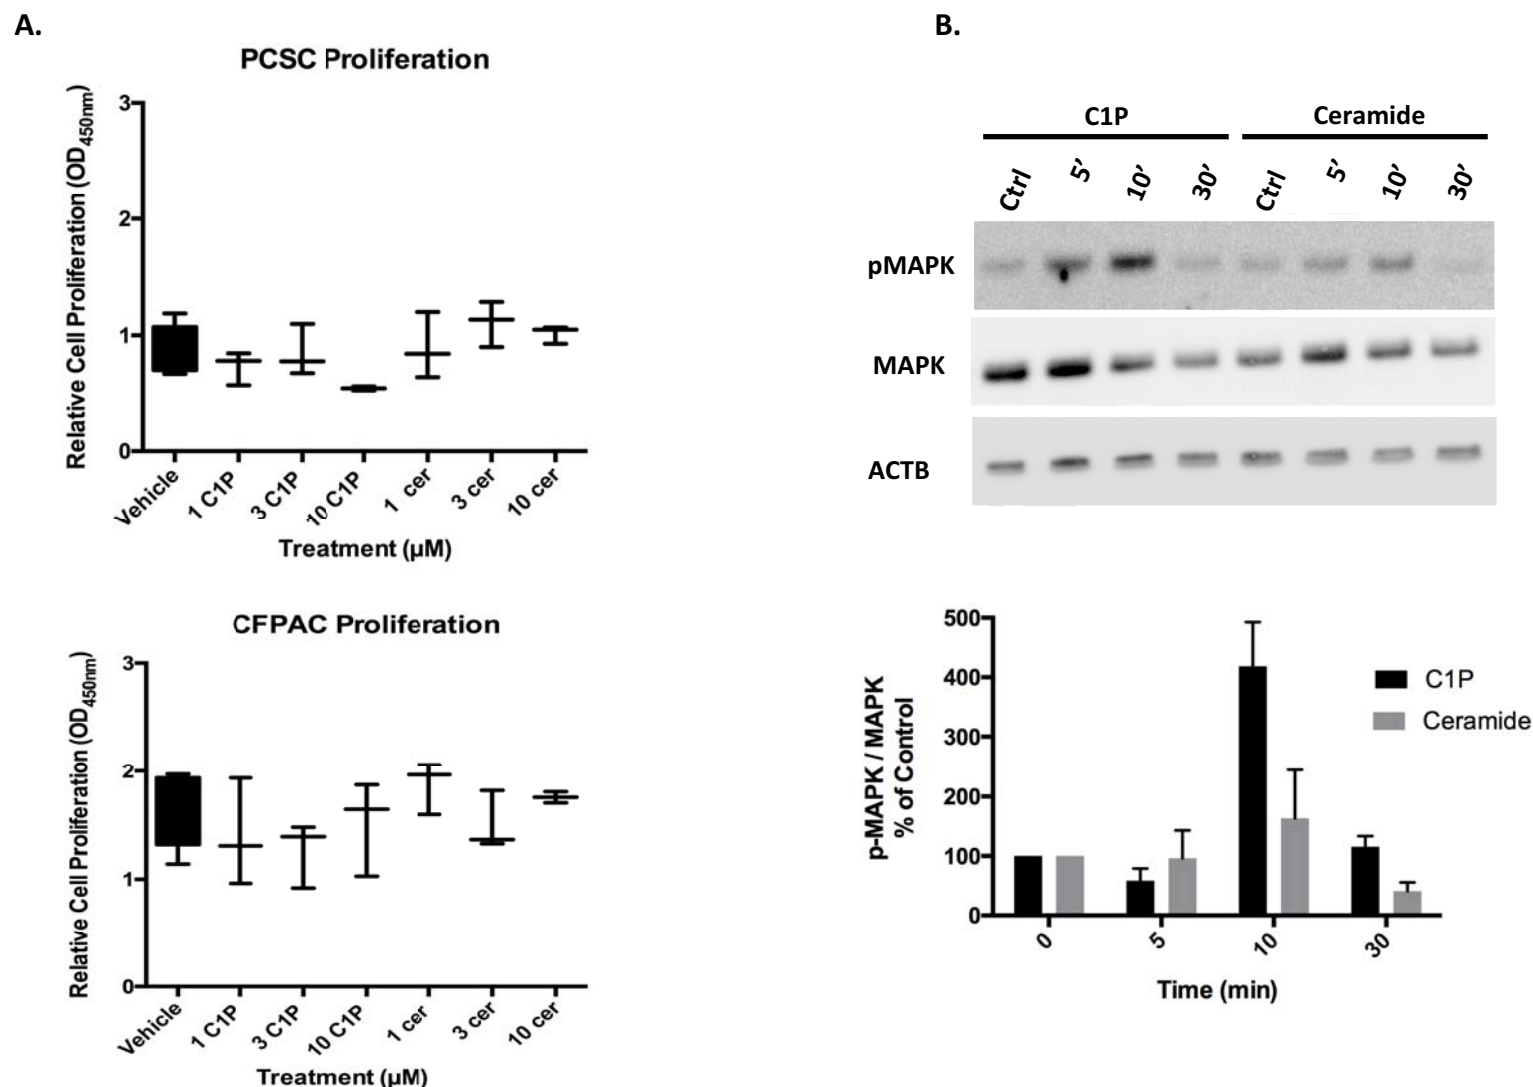 A.
PCSC Proliferation
Relative Cell Proliferation (OD450nm)
3
2
1
0
Vehicle
1 C1P
3 C1P
10 C1P
1 cer
3 cer
10 cer
Treatment (µM)
CFPAC Proliferation
Relative Cell Proliferation (OD450nm)
3
2
1
0
Vehicle
1 C1P
3 C1P
10 C1P
1 cer
3 cer
10 cer
Treatment (µM)
B.
C1P Ceramide
Ctrl 5′ 10′ 30′ Ctrl 5′ 10′ 30′
pMAPK
MAPK
ACTB
p-MAPK / MAPK
% of Control
500
400
300
200
100
0
C1P
Ceramide
0 5 10 30
Time (min)